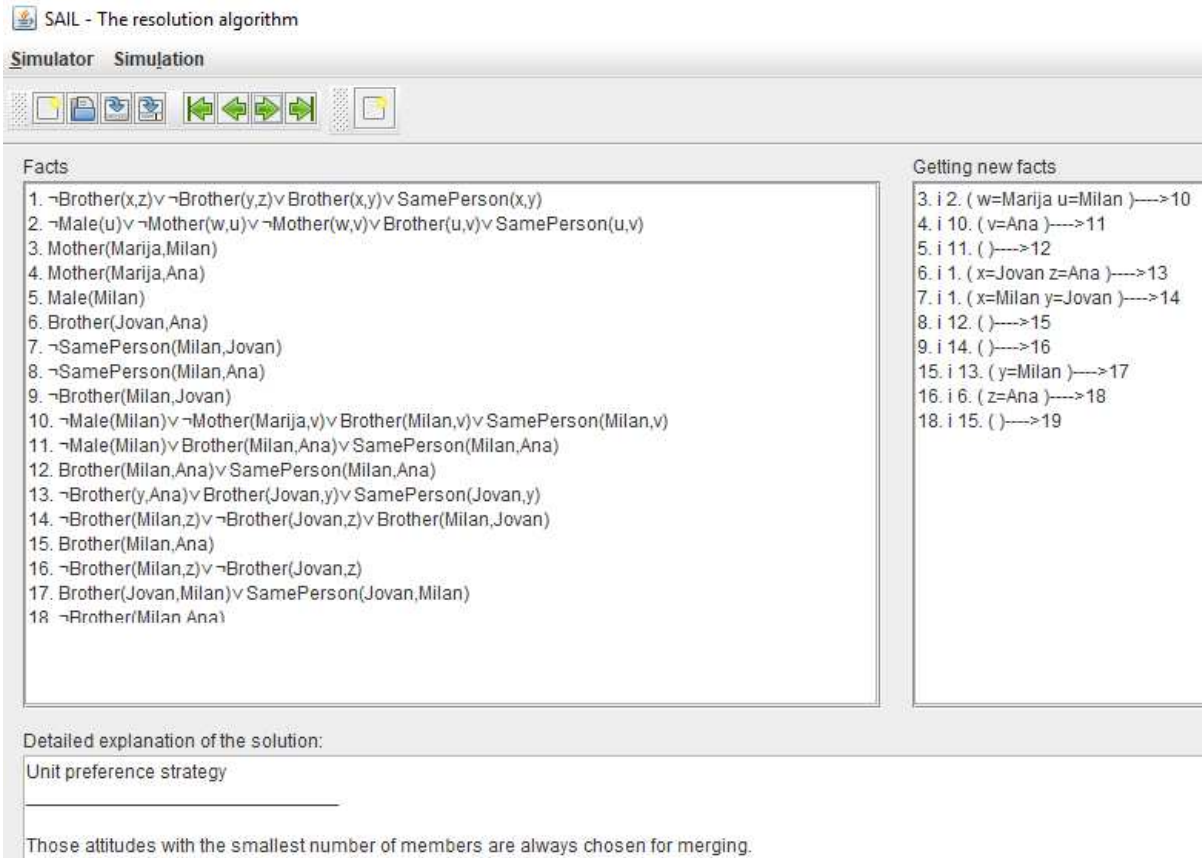 SAIL - The resolution algorithm
Simulator Simulation
Facts
1. ¬Brother(x,z)∨ ¬Brother(y,z)∨ Brother(x,y)∨ SamePerson(x,y)
2. ¬Male(u)∨ ¬Mother(w,u)∨ ¬Mother(w,v)∨ Brother(u,v)∨ SamePerson(u,v)
3. Mother(Marija,Milan)
4. Mother(Marija,Ana)
5. Male(Milan)
6. Brother(Jovan,Ana)
7. ¬SamePerson(Milan,Jovan)
8. ¬SamePerson(Milan,Ana)
9. ¬Brother(Milan,Jovan)
10. ¬Male(Milan)∨ ¬Mother(Marija,v)∨ Brother(Milan,v)∨ SamePerson(Milan,v)
11. ¬Male(Milan)∨ Brother(Milan,Ana)∨ SamePerson(Milan,Ana)
12. Brother(Milan,Ana)∨ SamePerson(Milan,Ana)
13. ¬Brother(y,Ana)∨ Brother(Jovan,y)∨ SamePerson(Jovan,y)
14. ¬Brother(Milan,z)∨ ¬Brother(Jovan,z)∨ Brother(Milan,Jovan)
15. Brother(Milan,Ana)
16. ¬Brother(Milan,z)∨ ¬Brother(Jovan,z)
17. Brother(Jovan,Milan)∨ SamePerson(Jovan,Milan)
18. ¬Brother(Milan,Ana)
Getting new facts
3. i 2. ( w=Marija u=Milan )---->10
4. i 10. ( v=Ana )---->11
5. i 11. ( )---->12
6. i 1. ( x=Jovan z=Ana )---->13
7. i 1. ( x=Milan y=Jovan )---->14
8. i 12. ( )---->15
9. i 14. ( )---->16
15. i 13. ( y=Milan )---->17
16. i 6. ( z=Ana )---->18
18. i 15. ( )---->19
Detailed explanation of the solution:
Unit preference strategy
Those attitudes with the smallest number of members are always chosen for merging.